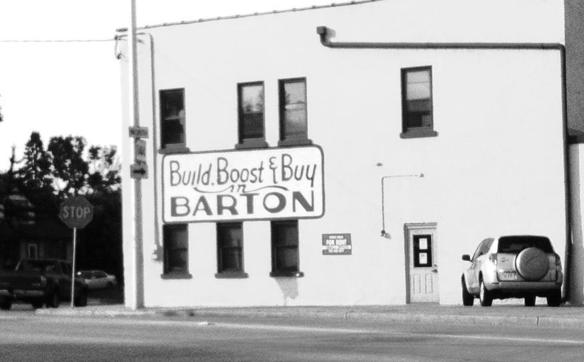 Build, Boost & Buy
in
BARTON
STOP
FOR RENT